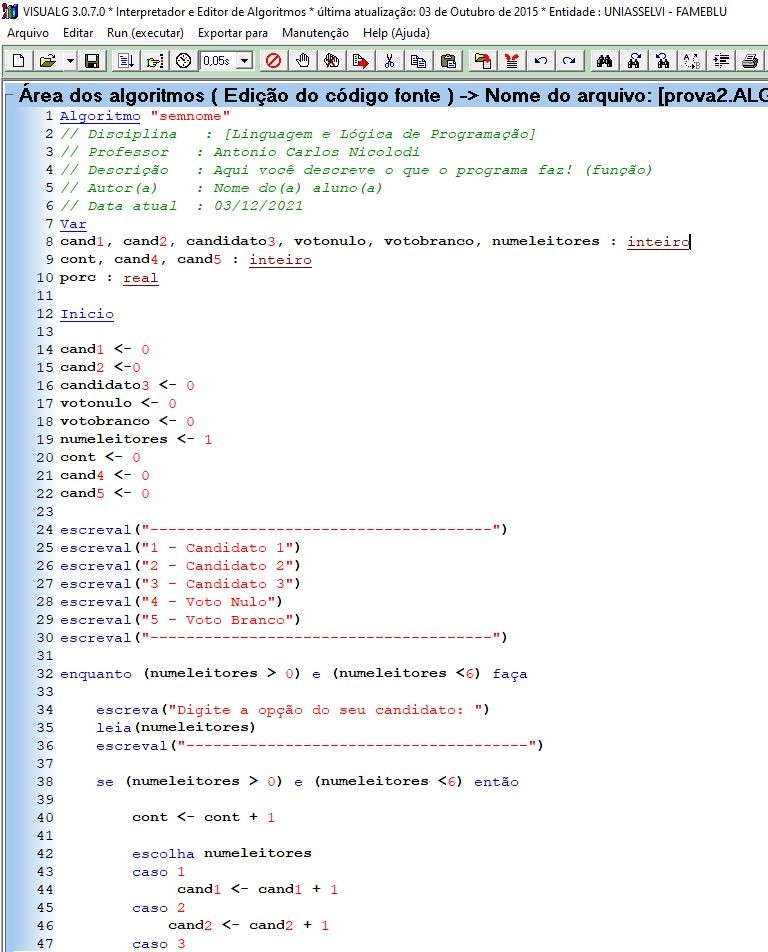 VISUALG 3.0.7.0 * Interpretador e Editor de Algoritmos * última atualização: 03 de Outubro de 2015 * Entidade : UNIASSELVI - FAMEBLU
Arquivo Editar Run (executar) Exportar para Manutenção Help (Ajuda)
0,05s
Área dos algoritmos ( Edição do código fonte ) -> Nome do arquivo: [prova2.ALG
1 Algoritmo "semnome"
2 // Disciplina : [Linguagem e Lógica de Programação]
3 // Professor : Antonio Carlos Nicolodi
4 // Descrição : Aqui você descreve o que o programa faz! (função)
5 // Autor(a) : Nome do(a) aluno(a)
6 // Data atual : 03/12/2021
7 Var
8 cand1, cand2, candidato3, votonulo, votobranco, numeleitores : inteiro
9 cont, cand4, cand5 : inteiro
10 porc : real
11
12 Inicio
13
14 cand1 <- 0
15 cand2 <-0
16 candidato3 <- 0
17 votonulo <- 0
18 votobranco <- 0
19 numeleitores <- 1
20 cont <- 0
21 cand4 <- 0
22 cand5 <- 0
23
24 escreval("--------------------------------------")
25 escreval("1 - Candidato 1")
26 escreval("2 - Candidato 2")
27 escreval("3 - Candidato 3")
28 escreval("4 - Voto Nulo")
29 escreval("5 - Voto Branco")
30 escreval("--------------------------------------")
31
32 enquanto (numeleitores > 0) e (numeleitores <6) faça
33
34 escreva("Digite a opção do seu candidato: ")
35 leia(numeleitores)
36 escreval("--------------------------------------")
37
38 se (numeleitores > 0) e (numeleitores <6) então
39
40 cont <- cont + 1
41
42 escolha numeleitores
43 caso 1
44 cand1 <- cand1 + 1
45 caso 2
46 cand2 <- cand2 + 1
47 caso 3